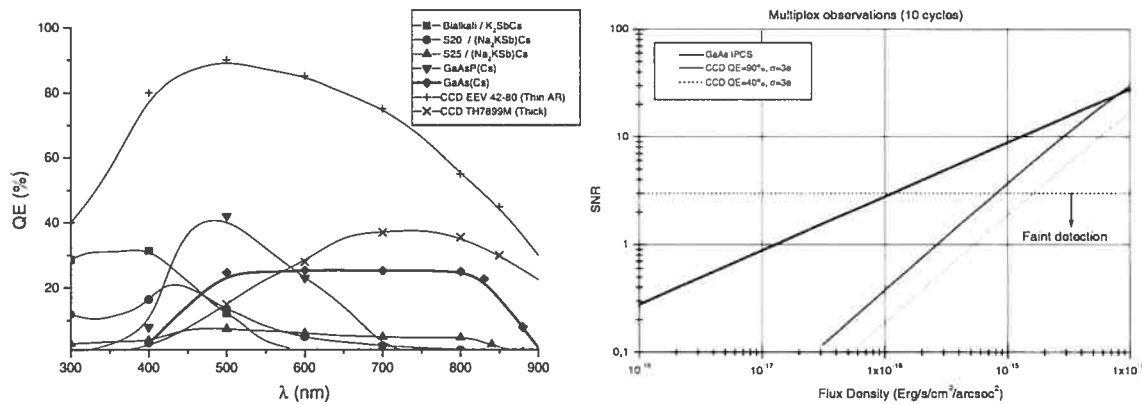 Bialkali / K₂SbCs
S20 / (Na₂KSb)Cs
S25 / (Na₂KSb)Cs
GaAsP(Cs)
GaAs(Cs)
CCD EEV 42-80 (Thin AR)
CCD TH7899M (Thick)
100
80
60
40
20
QE (%)
300 400 500 600 700 800 900
λ (nm)
Multiplex observations (10 cycles)
GaAs IPCS
CCD QE=90%, σ=3e
CCD QE=40%, σ=3e
100
10
1
0,1
SNR
Faint detection
Flux Density (Erg/s/cm²/arcsec²)